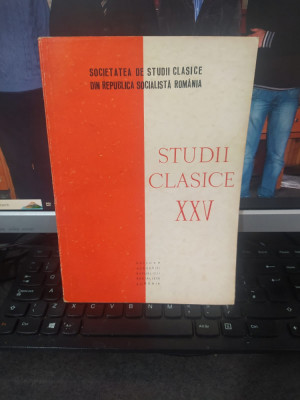 SOCIETATEA DE STUDII CLASICE
DIN REPUBLICA SOCIALISTĂ ROMÂNIA
STUDII
CLASICE
XXV